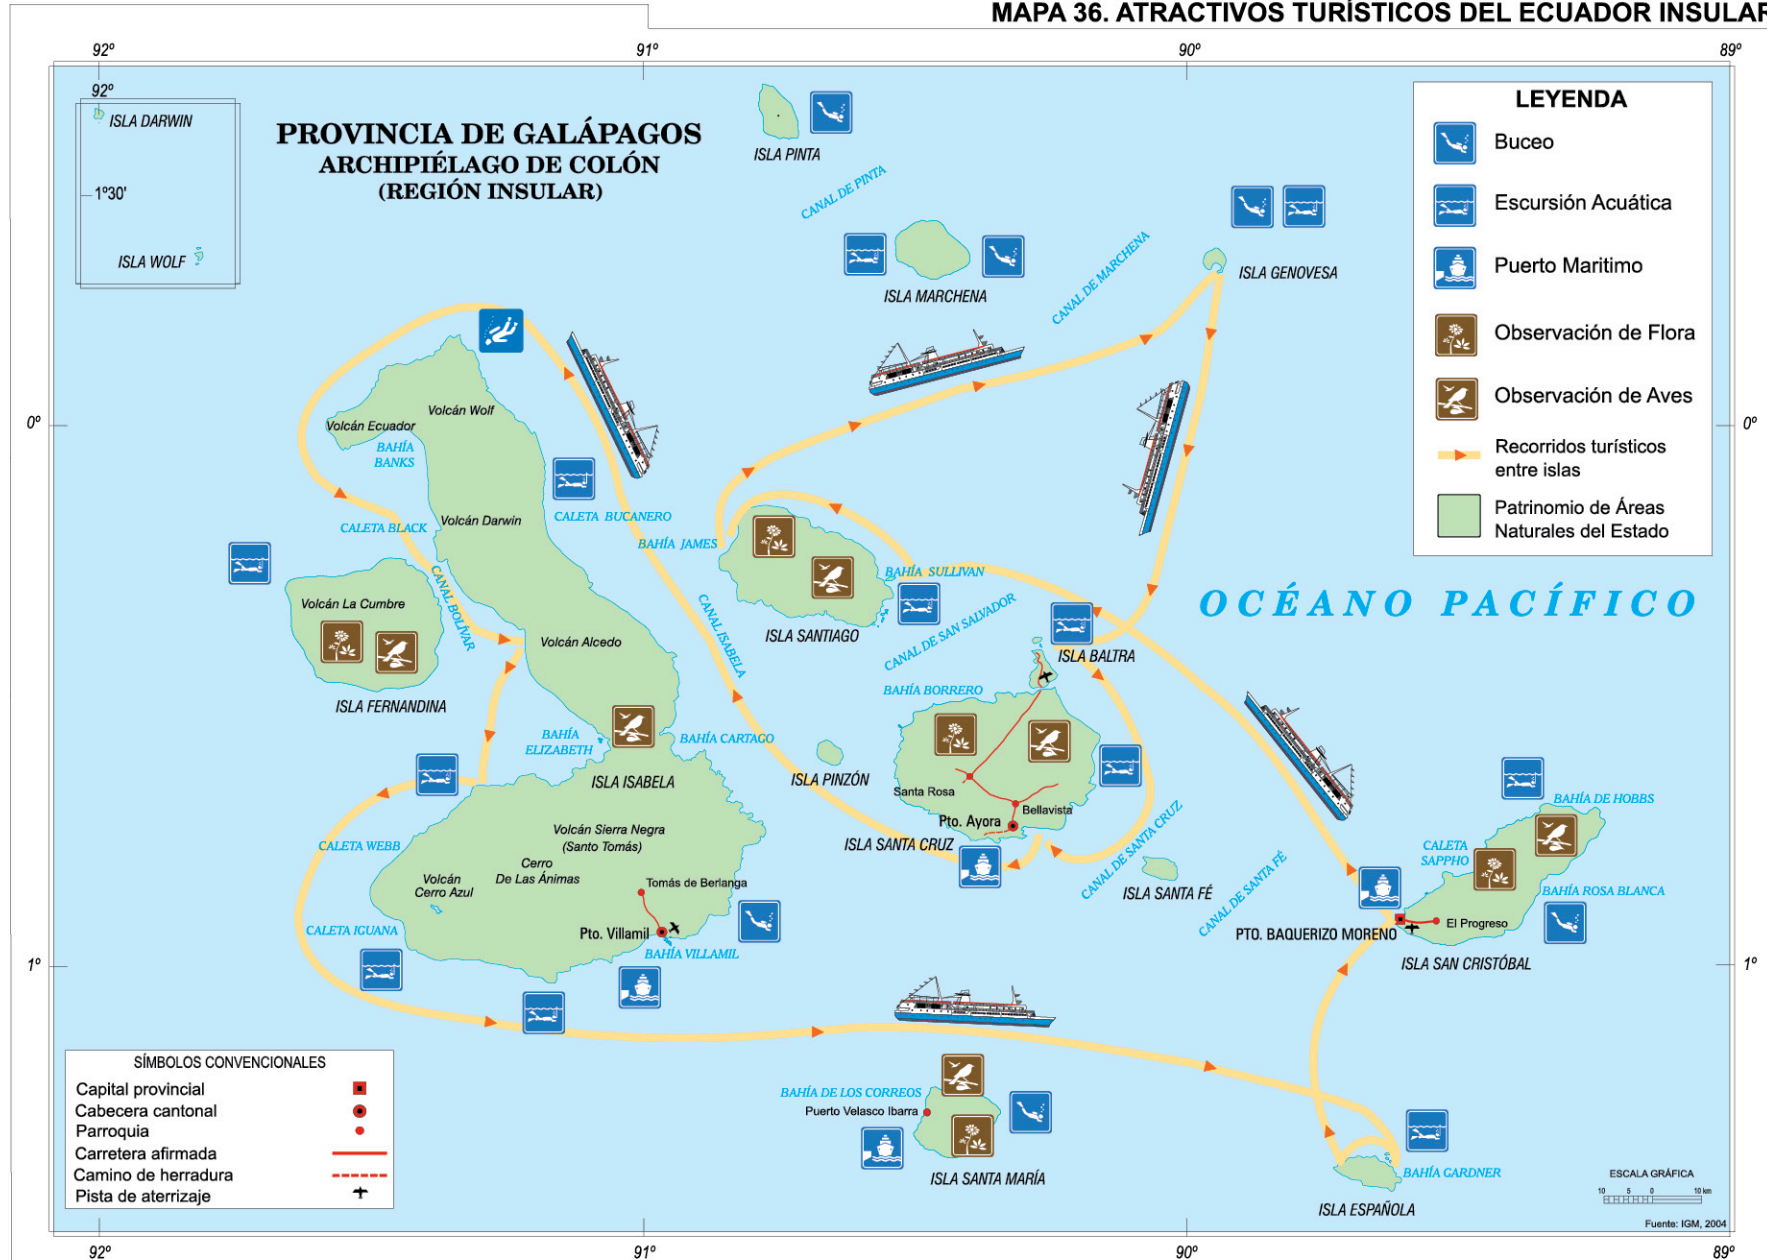 MAPA 36. ATRACTIVOS TURÍSTICOS DEL ECUADOR INSULAR
92º
91º
90º
89º
92º
ISLA DARWIN
1º30'
ISLA WOLF
PROVINCIA DE GALÁPAGOS
ARCHIPIÉLAGO DE COLÓN
(REGIÓN INSULAR)
ISLA PINTA
CANAL DE PINTA
ISLA MARCHENA
CANAL DE MARCHENA
ISLA GENOVESA
LEYENDA
Buceo
Escursión Acuática
Puerto Maritimo
Observación de Flora
Observación de Aves
Recorridos turísticos
entre islas
Patrinomio de Áreas
Naturales del Estado
0º
0º
Volcán Wolf
Volcán Ecuador
BAHÍA
BANKS
CALETA BLACK
Volcán Darwin
CALETA BUCANERO
BAHÍA JAMES
BAHÍA SULLIVAN
ISLA SANTIAGO
CANAL DE SAN SALVADOR
CANAL ISABELA
CANAL BOLÍVAR
Volcán La Cumbre
ISLA FERNANDINA
Volcán Alcedo
OCÉANO PACÍFICO
ISLA BALTRA
BAHÍA BORRERO
BAHÍA
ELIZABETH
BAHÍA CARTAGO
ISLA ISABELA
ISLA PINZÓN
Santa Rosa
Bellavista
Pto. Ayora
ISLA SANTA CRUZ
CANAL DE SANTA CRUZ
ISLA SANTA FÉ
CANAL DE SANTA FÉ
BAHÍA DE HOBBS
CALETA
SAPPHO
BAHÍA ROSA BLANCA
El Progreso
PTO. BAQUERIZO MORENO
ISLA SAN CRISTÓBAL
Volcán Sierra Negra
(Santo Tomás)
Cerro
De Las Ánimas
CALETA WEBB
Volcán
Cerro Azul
Tomás de Berlanga
CALETA IGUANA
Pto. Villamil
BAHÍA VILLAMIL
1º
1º
SÍMBOLOS CONVENCIONALES
Capital provincial
Cabecera cantonal
Parroquia
Carretera afirmada
Camino de herradura
Pista de aterrizaje
BAHÍA DE LOS CORREOS
Puerto Velasco Ibarra
ISLA SANTA MARÍA
BAHÍA GARDNER
ISLA ESPAÑOLA
ESCALA GRÁFICA
10 5 0 10 km
Fuente: IGM, 2004
92º
91º
90º
89º